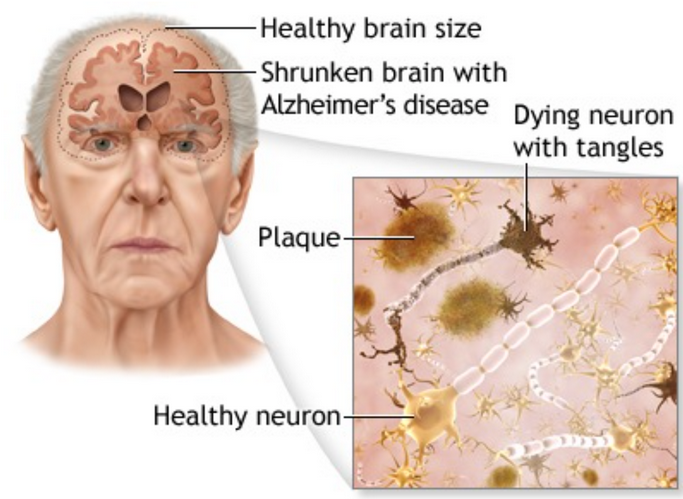 Healthy brain size
Shrunken brain with
Alzheimer's disease
Dying neuron
with tangles
Plaque
Healthy neuron